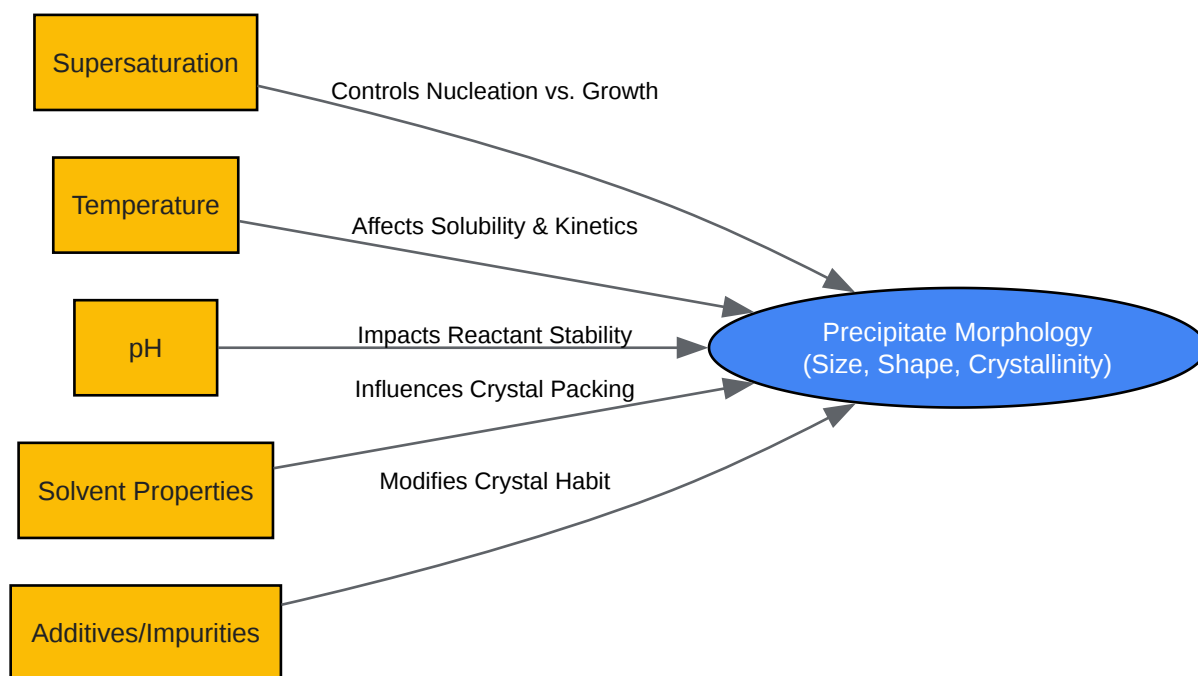 Supersaturation
Controls Nucleation vs. Growth
Temperature
Affects Solubility & Kinetics
pH
Impacts Reactant Stability
Precipitate Morphology
(Size, Shape, Crystallinity)
Influences Crystal Packing
Solvent Properties
Modifies Crystal Habit
Additives/Impurities